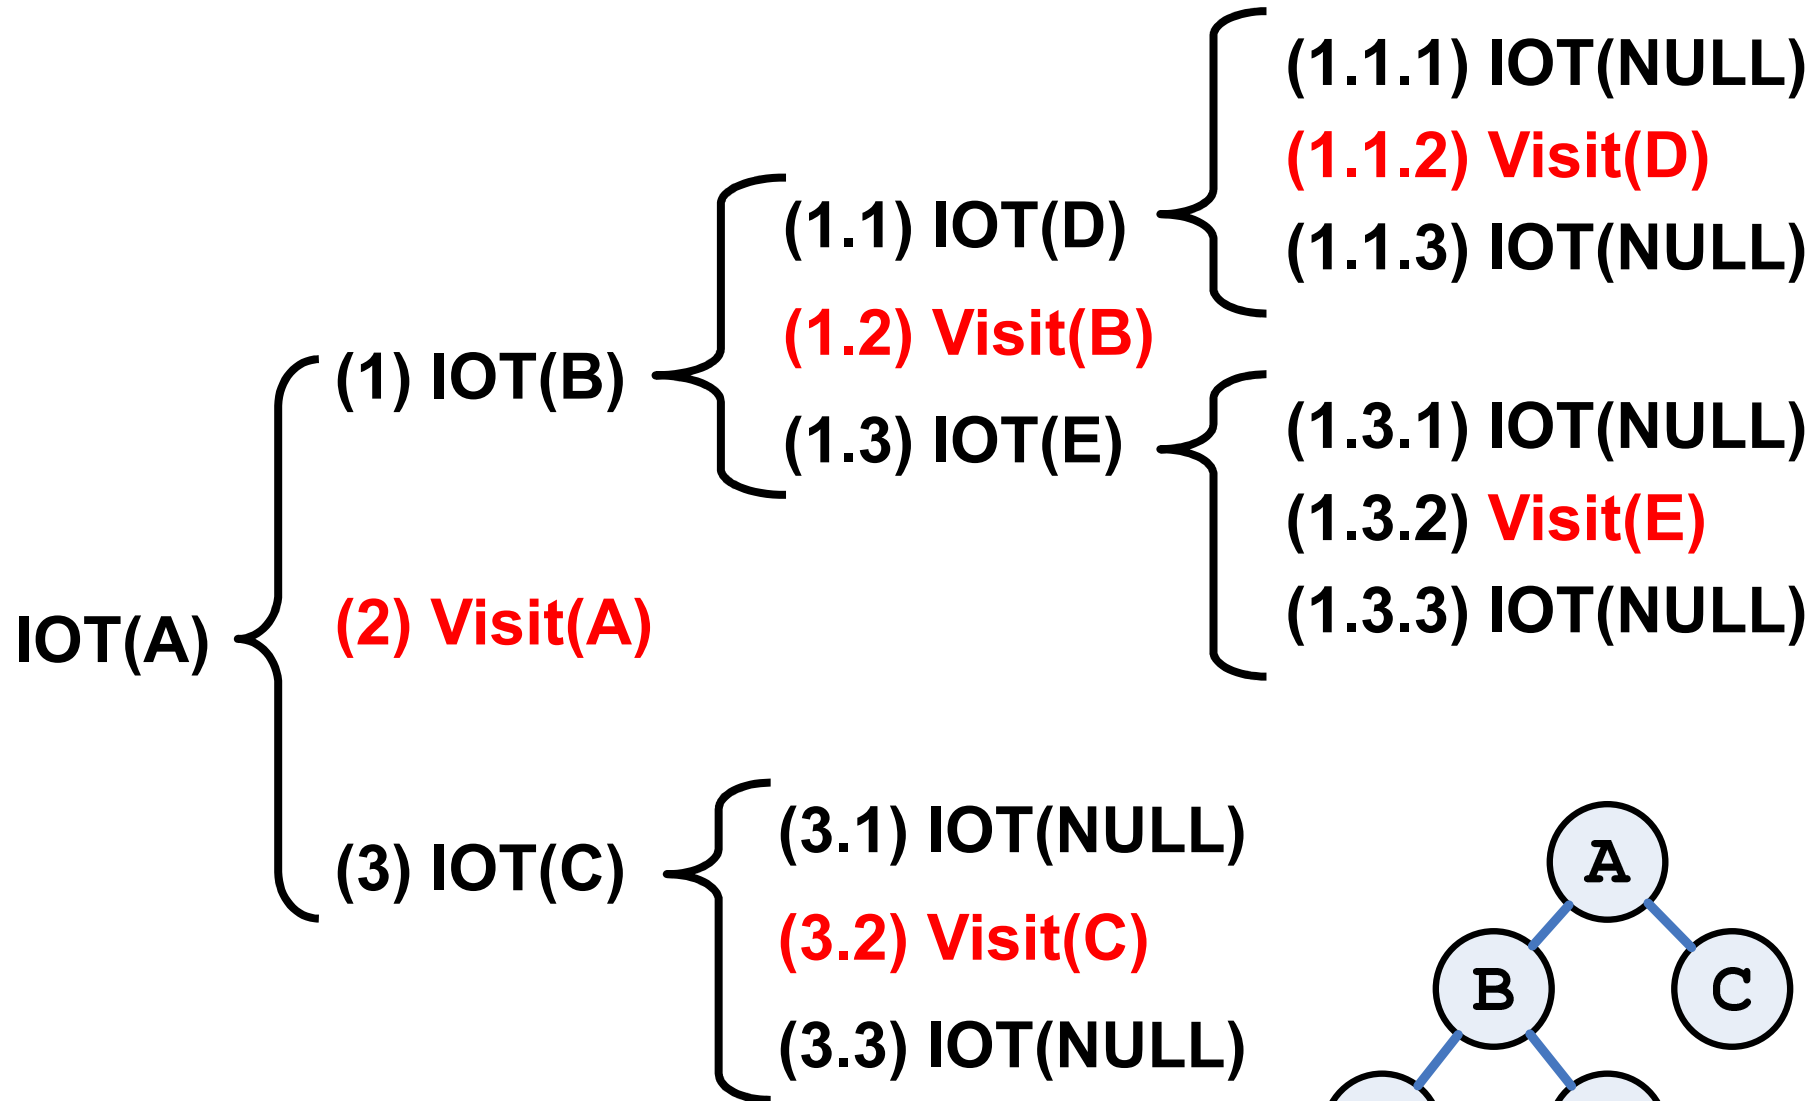 (1.1.1) IOT(NULL)
(1.1.2) Visit(D)
(1.1) IOT(D)
(1.1.3) IOT(NULL)
(1.2) Visit(B)
(1) IOT(B)
(1.3) IOT(E)
(1.3.1) IOT(NULL)
(1.3.2) Visit(E)
(1.3.3) IOT(NULL)
IOT(A)
(2) Visit(A)
(3) IOT(C)
(3.1) IOT(NULL)
(3.2) Visit(C)
(3.3) IOT(NULL)
A
B
C